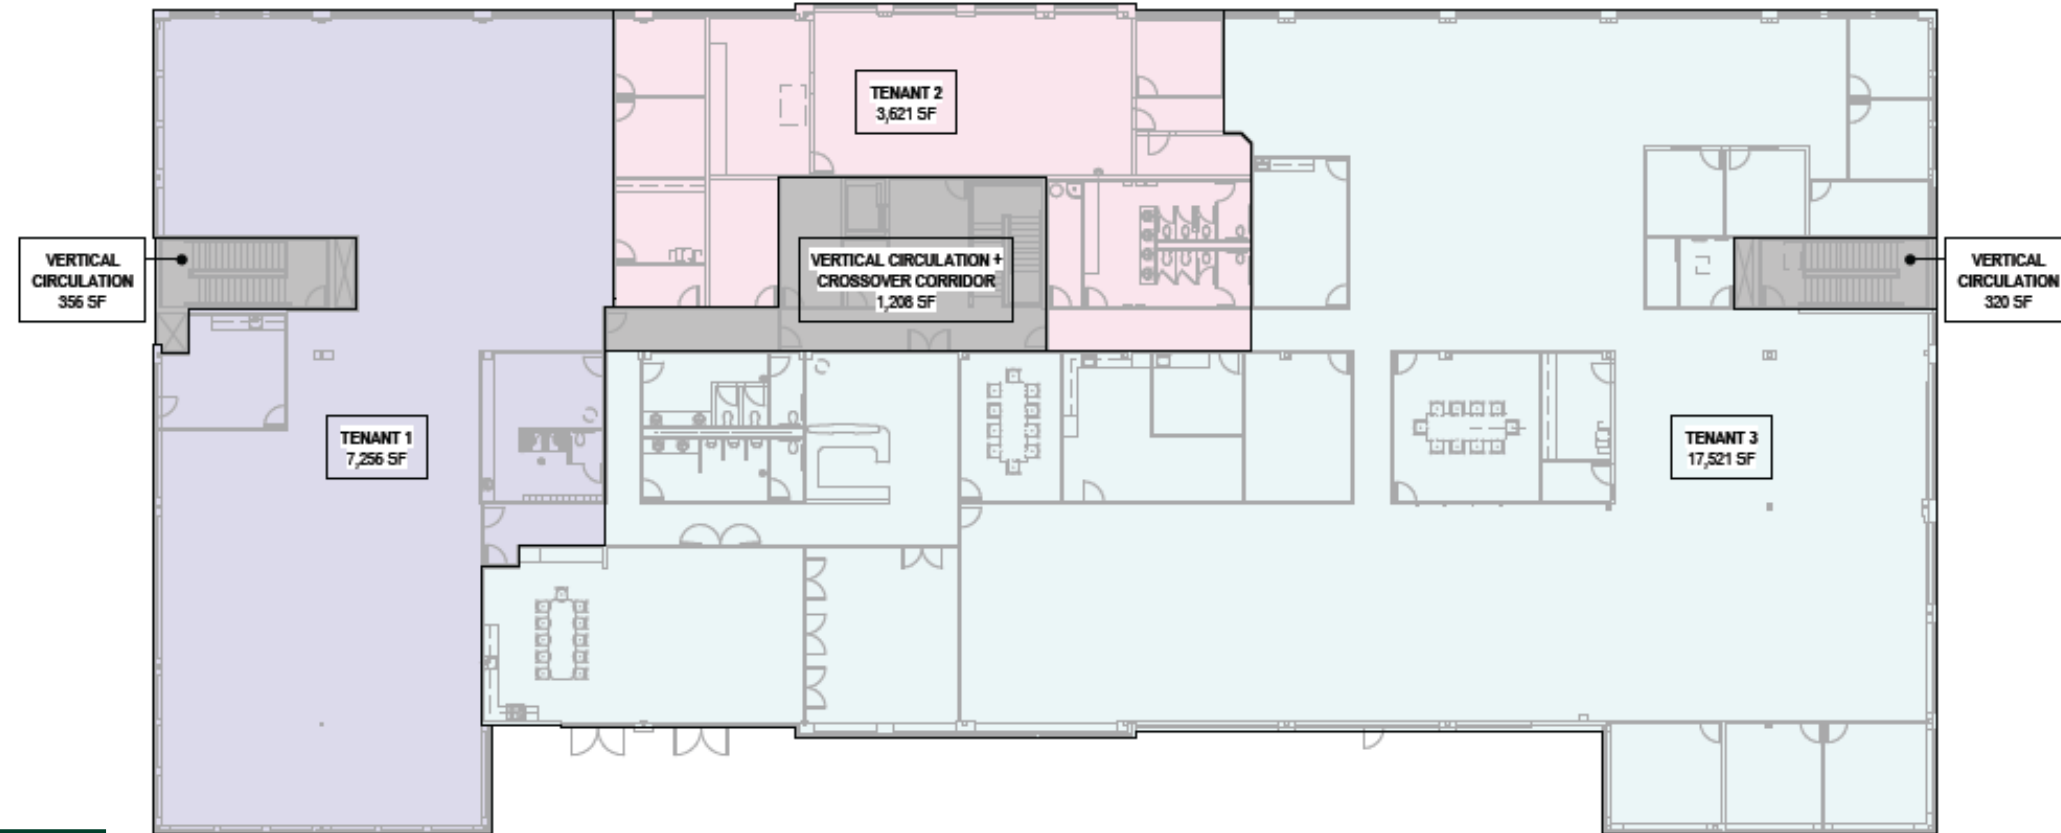 TENANT 2
3,621 SF
VERTICAL
CIRCULATION
356 SF
VERTICAL CIRCULATION +
CROSSOVER CORRIDOR
1,208 SF
VERTICAL
CIRCULATION
320 SF
TENANT 1
7,256 SF
TENANT 3
17,521 SF